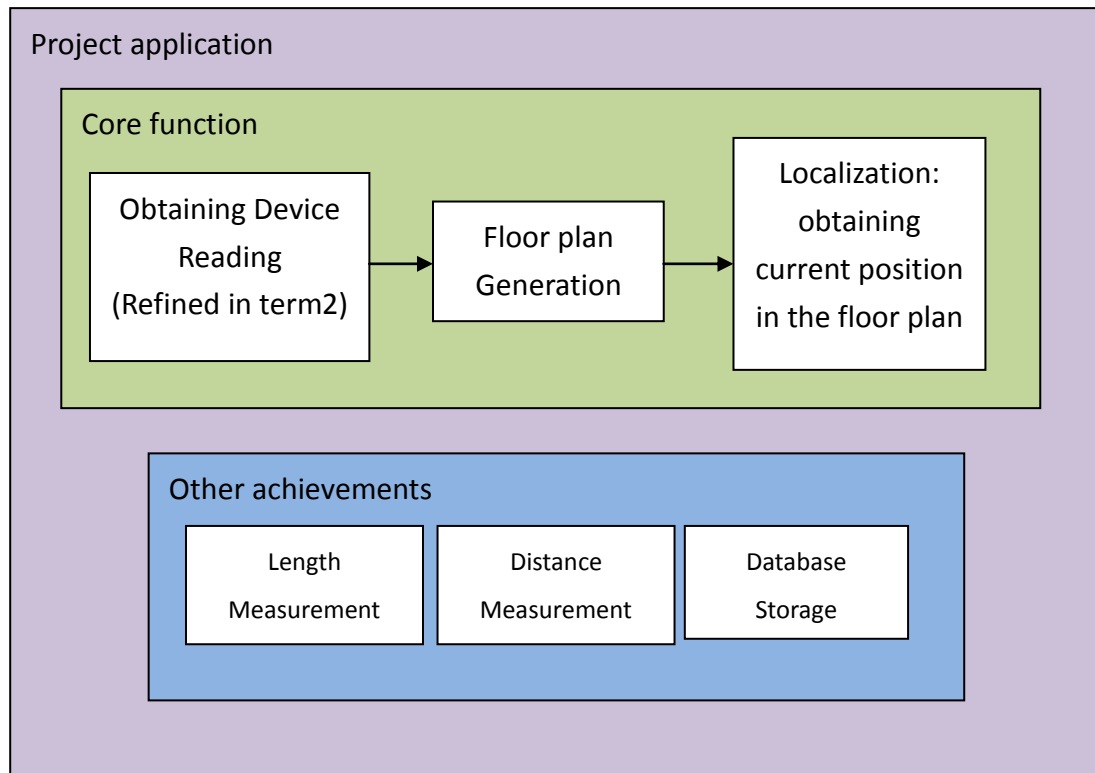 Project application
Core function
Obtaining Device
Reading
(Refined in term2)
Floor plan
Generation
Localization:
obtaining
current position
in the floor plan
Other achievements
Length
Measurement
Distance
Measurement
Database
Storage